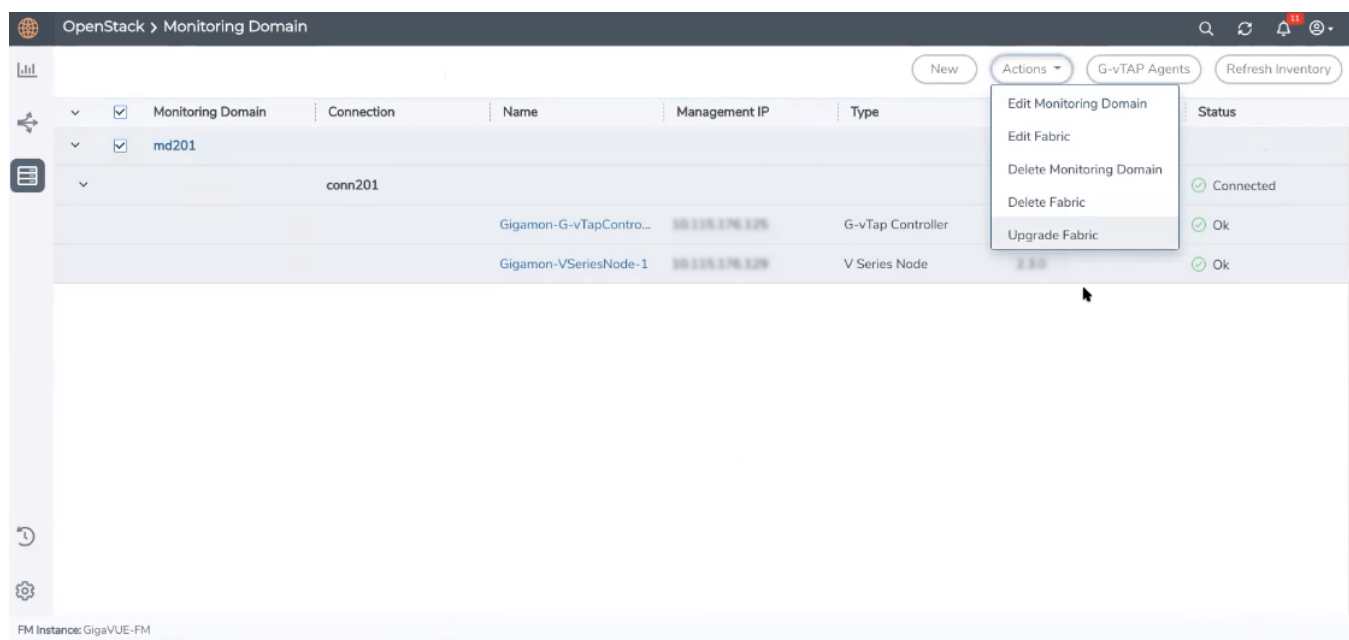 OpenStack > Monitoring Domain
11
New Actions G-vTAP Agents Refresh Inventory
Monitoring Domain Connection Name Management IP Type Status
Edit Monitoring Domain
Edit Fabric
Delete Monitoring Domain
Delete Fabric
Upgrade Fabric
md201
conn201 Connected
Gigamon-G-vTapContro... G-vTap Controller Ok
Gigamon-VSeriesNode-1 V Series Node Ok
FM Instance: GigaVUE-FM